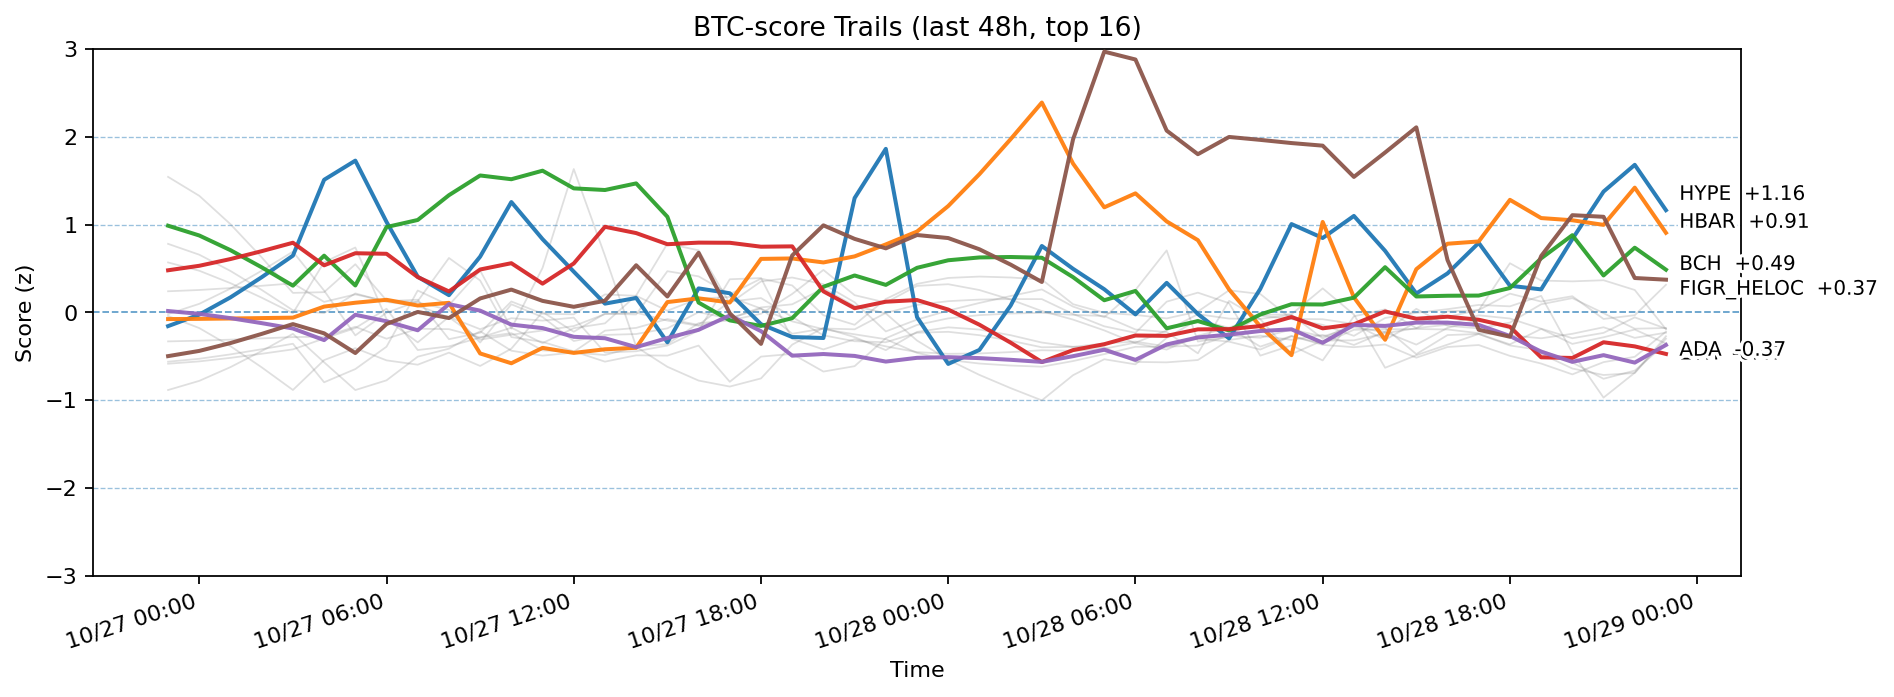 BTC-score Trails (last 48h, top 16)
Score (z)
3
2
1
0
−1
−2
−3
HYPE +1.16
HBAR +0.91
BCH +0.49
FIGR_HELOC +0.37
ADA -0.37
10/27 00:00
10/27 06:00
10/27 12:00
10/27 18:00
10/28 00:00
10/28 06:00
10/28 12:00
10/28 18:00
10/29 00:00
Time